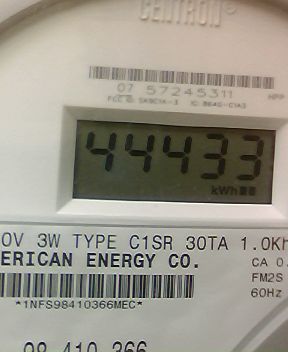 CENTRON®
07 57245311
44433
kWh
0V 3W TYPE C1SR 30TA 1.0Kh
ERICAN ENERGY CO.
CA 0.
FM2S
*1NFS98410366MEC*
60Hz
98 410 366